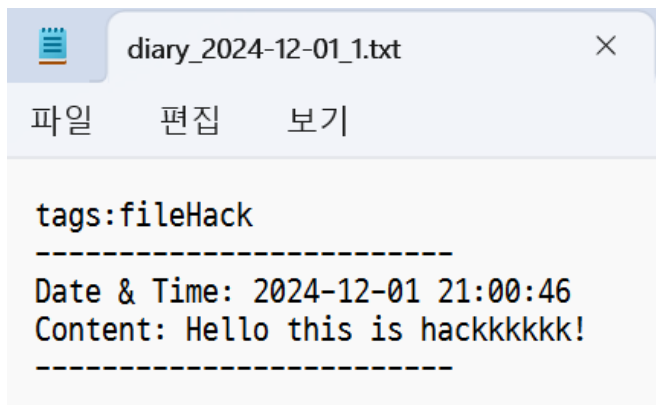 diary_2024-12-01_1.txt
파일 편집 보기
tags:fileHack
-------------------------
Date & Time: 2024-12-01 21:00:46
Content: Hello this is hackkkkkk!
-------------------------